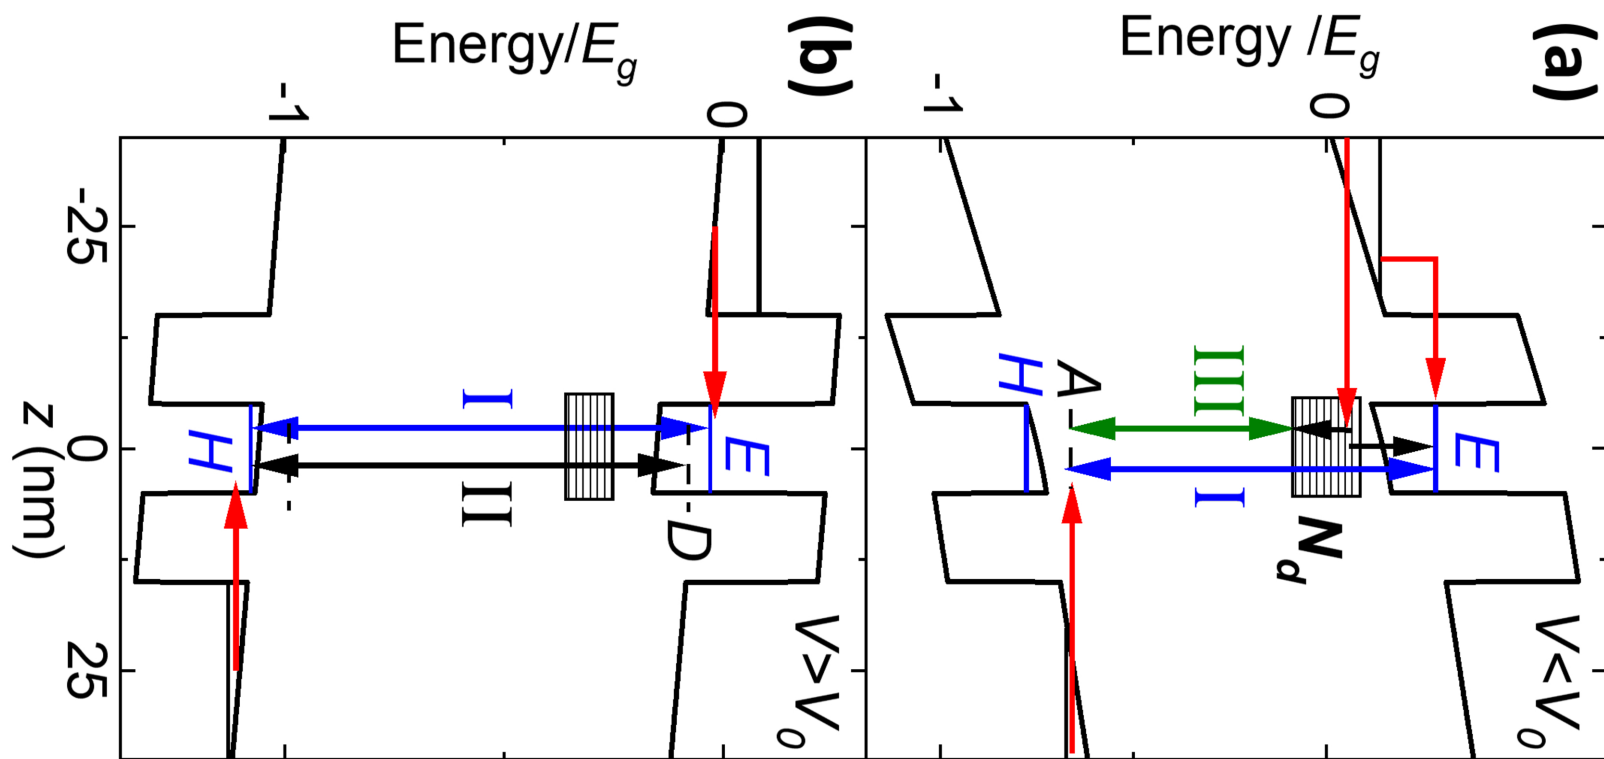 (a)
Energy /E_g
-1
0
V<V_0
E
H
A
III
I
N_d
(b)
Energy/E_g
-1
0
V>V_0
E
H
D
I
II
-25
0
25
z (nm)